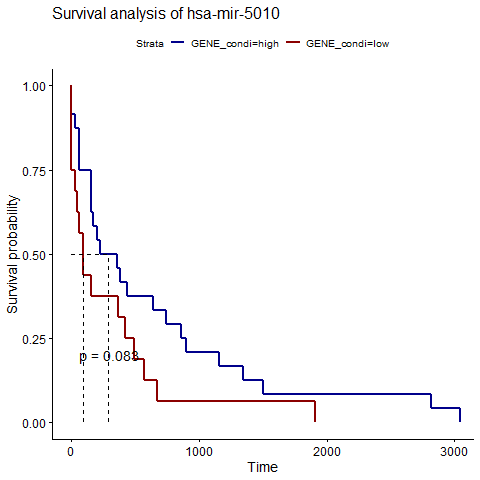 Survival analysis of hsa-mir-5010
Strata GENE_condi=high GENE_condi=low
Survival probability
1.00
0.75
0.50
0.25
0.00
p = 0.083
0 1000 2000 3000
Time